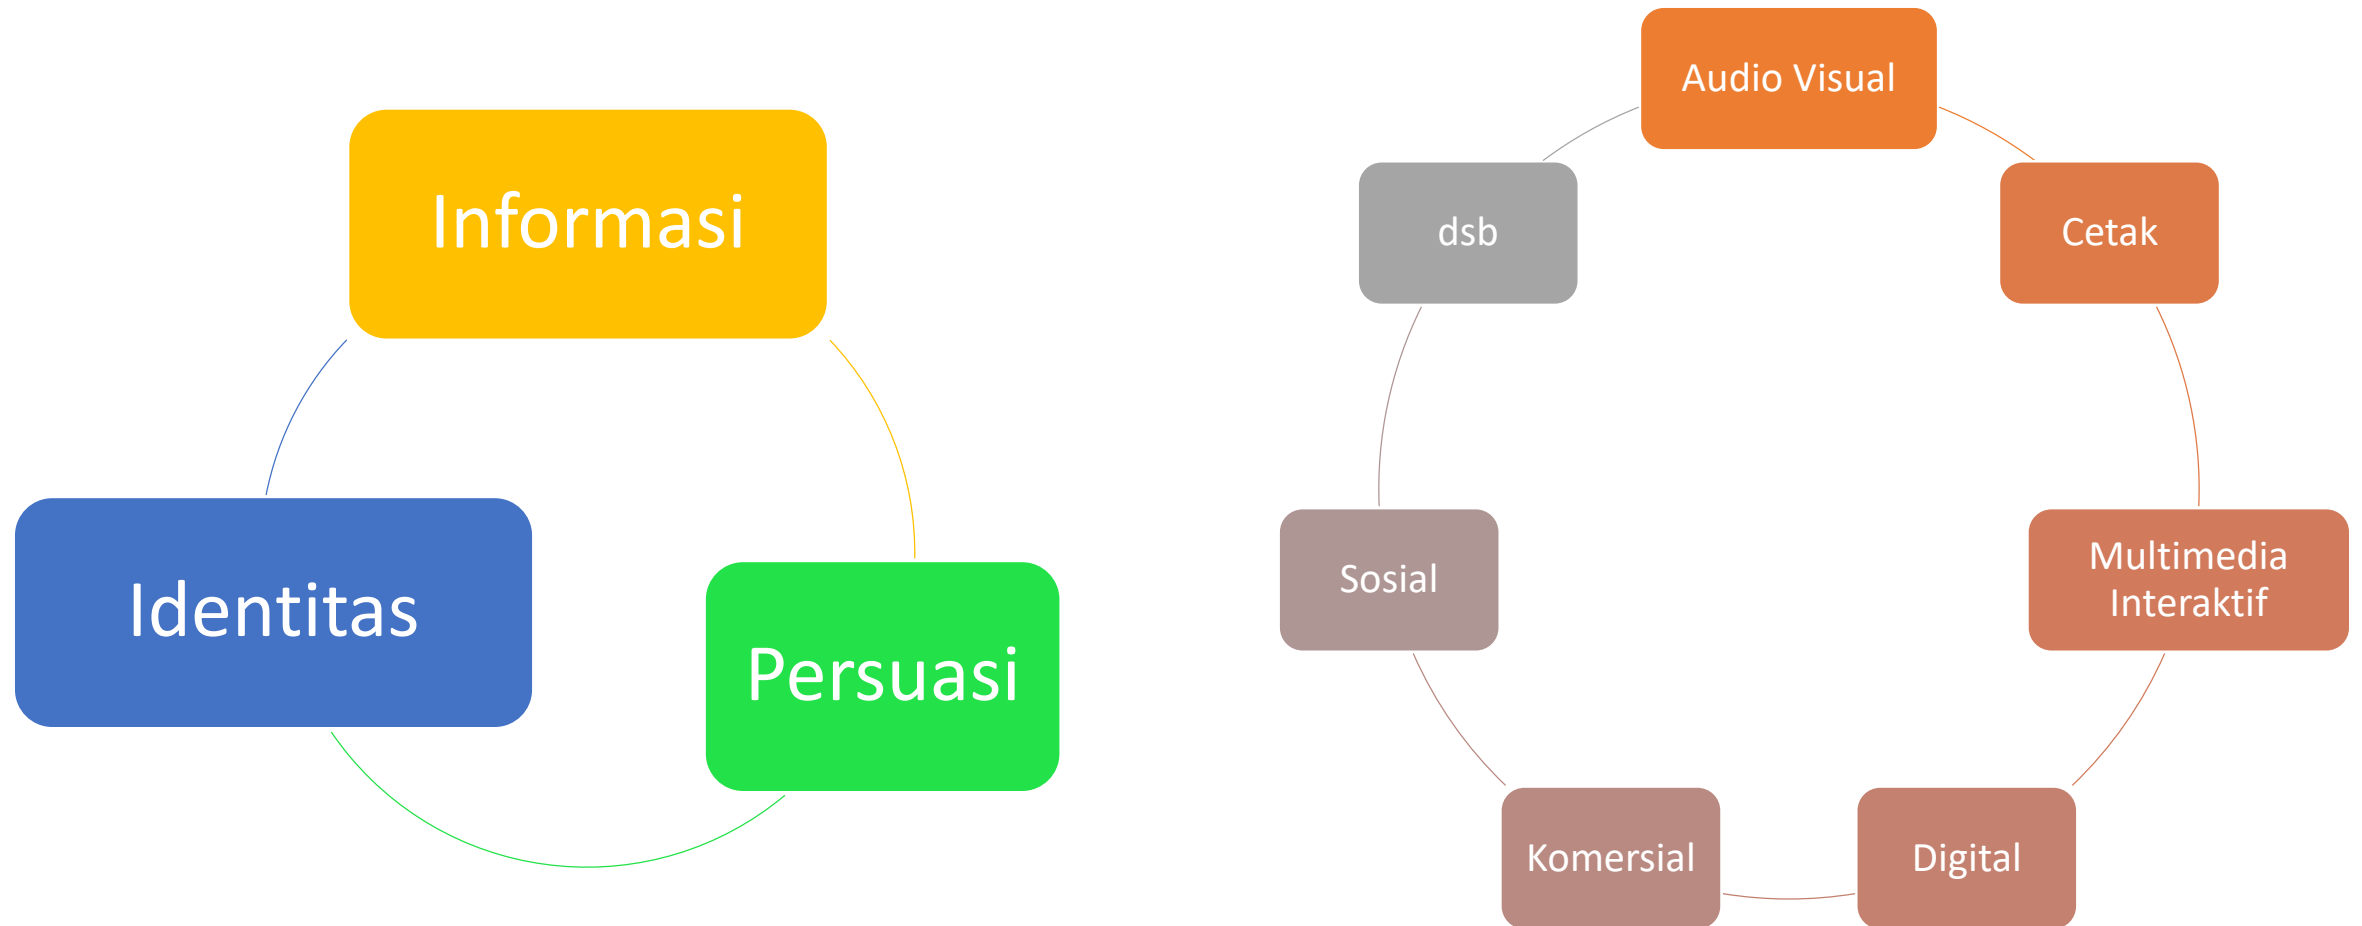 Informasi
Persuasi
Identitas
Audio Visual
Cetak
Multimedia
Interaktif
Digital
Komersial
Sosial
dsb